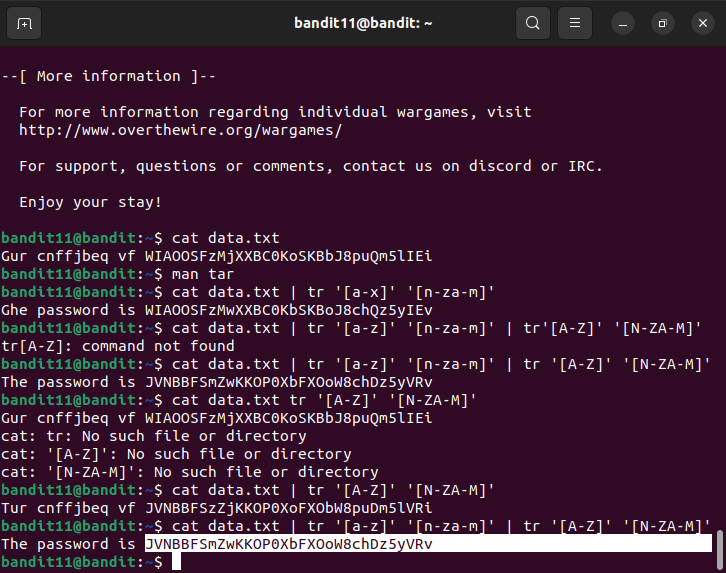 bandit11@bandit: ~
--[ More information ]--
For more information regarding individual wargames, visit
http://www.overthewire.org/wargames/
For support, questions or comments, contact us on discord or IRC.
Enjoy your stay!
bandit11@bandit:~$ cat data.txt
Gur cnffjbeq vf WIAOOSFzMjXXBC0KoSKBbJ8puQm5lIEi
bandit11@bandit:~$ man tar
bandit11@bandit:~$ cat data.txt | tr '[a-x]' '[n-za-m]'
Ghe password is WIAOOSFzMwXXBC0KbSKBoJ8chQz5yIEv
bandit11@bandit:~$ cat data.txt | tr '[a-z]' '[n-za-m]' | tr'[A-Z]' '[N-ZA-M]'
tr[A-Z]: command not found
bandit11@bandit:~$ cat data.txt | tr '[a-z]' '[n-za-m]' | tr '[A-Z]' '[N-ZA-M]'
The password is JVNBBFSmZwKKOP0XbFXOoW8chDz5yVRv
bandit11@bandit:~$ cat data.txt tr '[A-Z]' '[N-ZA-M]'
Gur cnffjbeq vf WIAOOSFzMjXXBC0KoSKBbJ8puQm5lIEi
cat: tr: No such file or directory
cat: '[A-Z]': No such file or directory
cat: '[N-ZA-M]': No such file or directory
bandit11@bandit:~$ cat data.txt | tr '[A-Z]' '[N-ZA-M]'
Tur cnffjbeq vf JVNBBFSzZjKKOP0XoFXObW8puDm5lVRi
bandit11@bandit:~$ cat data.txt | tr '[a-z]' '[n-za-m]' | tr '[A-Z]' '[N-ZA-M]'
The password is JVNBBFSmZwKKOP0XbFXOoW8chDz5yVRv
bandit11@bandit:~$